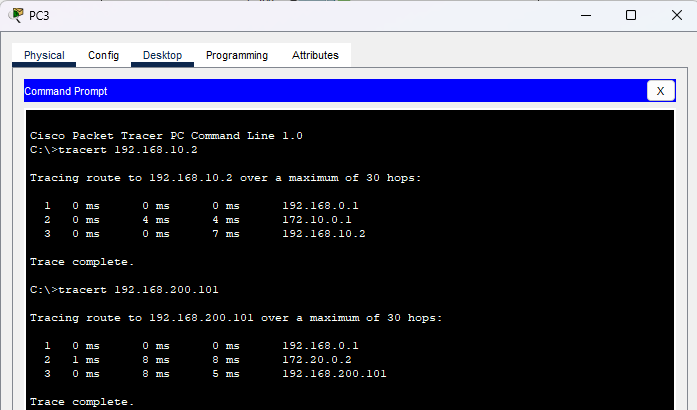 PC3
Physical Config Desktop Programming Attributes
Command Prompt X
Cisco Packet Tracer PC Command Line 1.0
C:\>tracert 192.168.10.2
Tracing route to 192.168.10.2 over a maximum of 30 hops:
1 0 ms 0 ms 0 ms 192.168.0.1
2 0 ms 4 ms 4 ms 172.10.0.1
3 0 ms 0 ms 7 ms 192.168.10.2
Trace complete.
C:\>tracert 192.168.200.101
Tracing route to 192.168.200.101 over a maximum of 30 hops:
1 0 ms 0 ms 0 ms 192.168.0.1
2 1 ms 8 ms 8 ms 172.20.0.2
3 0 ms 8 ms 5 ms 192.168.200.101
Trace complete.